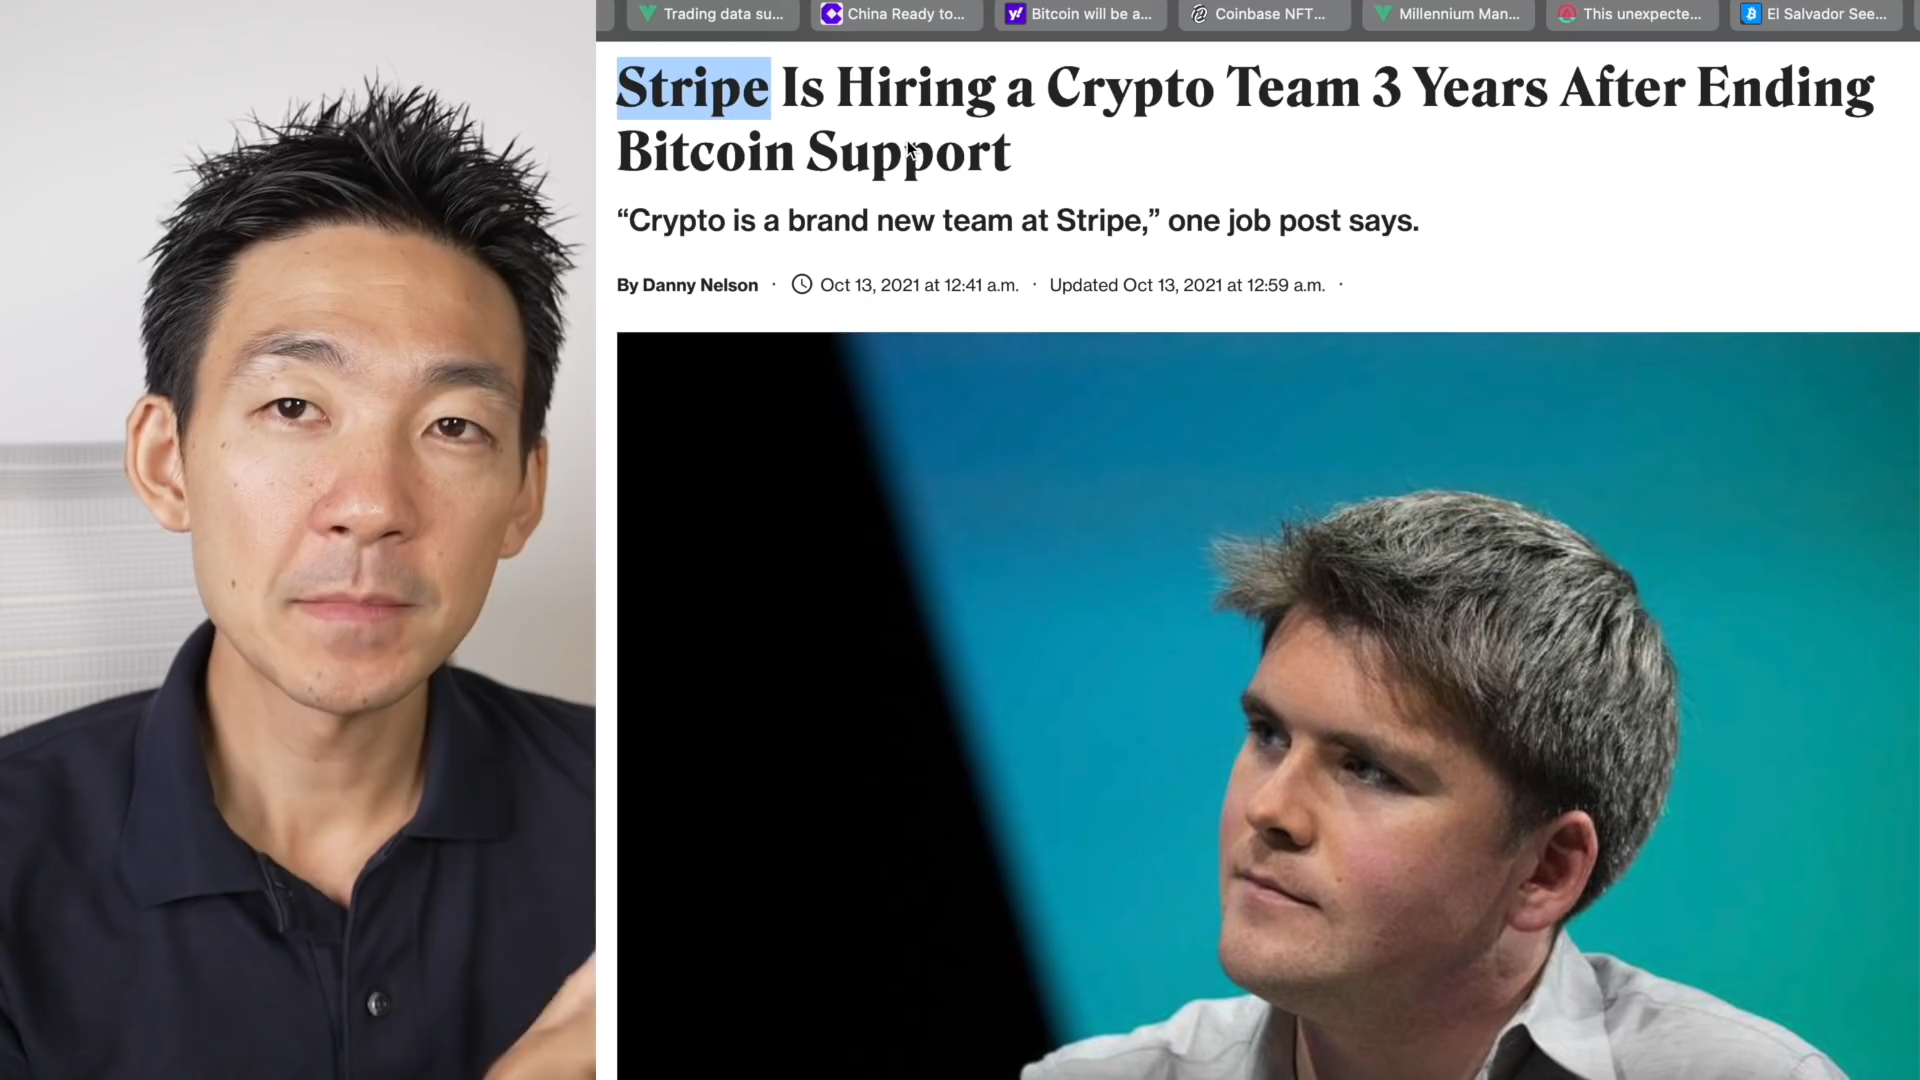 Trading data su...
China Ready to...
Bitcoin will be a...
Coinbase NFT...
Millennium Man...
This unexpecte...
El Salvador See...
Stripe Is Hiring a Crypto Team 3 Years After Ending
Bitcoin Support
“Crypto is a brand new team at Stripe,” one job post says.
By Danny Nelson · Oct 13, 2021 at 12:41 a.m. · Updated Oct 13, 2021 at 12:59 a.m. ·